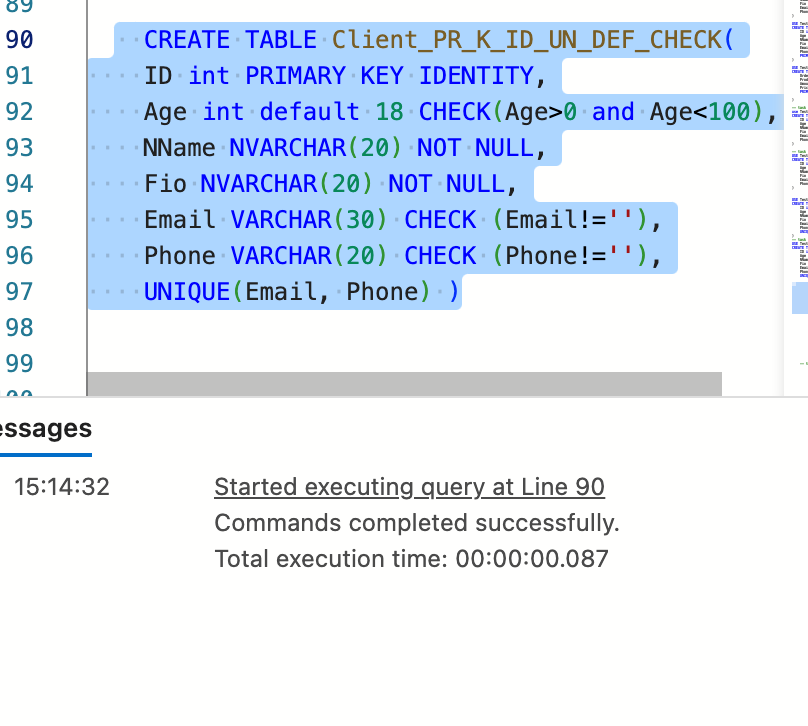 89
90 CREATE TABLE Client_PR_K_ID_UN_DEF_CHECK(
91 ID int PRIMARY KEY IDENTITY,
92 Age int default 18 CHECK(Age>0 and Age<100),
93 NName NVARCHAR(20) NOT NULL,
94 Fio NVARCHAR(20) NOT NULL,
95 Email VARCHAR(30) CHECK (Email!=''),
96 Phone VARCHAR(20) CHECK (Phone!=''),
97 UNIQUE(Email, Phone) )
98
99
essages
15:14:32 Started executing query at Line 90
Commands completed successfully.
Total execution time: 00:00:00.087